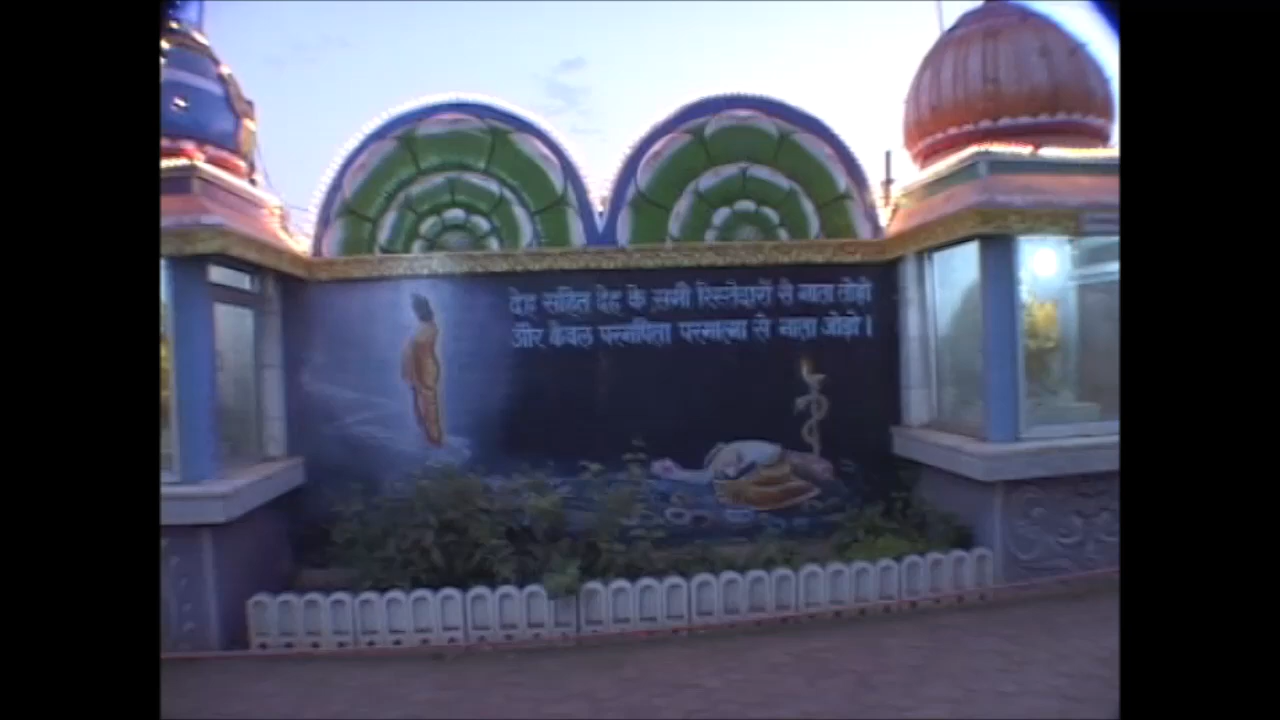 देह सहित देह के सभी रिस्तेदारों से नाता तोड़ो
और केवल परमपिता परमात्मा से नाता जोड़ो।